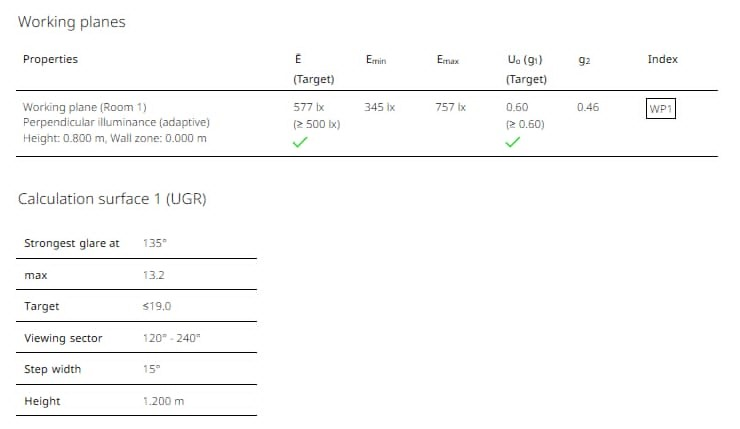 Working planes
Properties Ē Emin Emax Uₒ (g₁) g₂ Index
(Target) (Target)
Working plane (Room 1) 577 lx 345 lx 757 lx 0.60 0.46 WP1
Perpendicular illuminance (adaptive) (≥ 500 lx) (≥ 0.60)
Height: 0.800 m, Wall zone: 0.000 m
Calculation surface 1 (UGR)
Strongest glare at 135°
max 13.2
Target ≤19.0
Viewing sector 120° - 240°
Step width 15°
Height 1.200 m